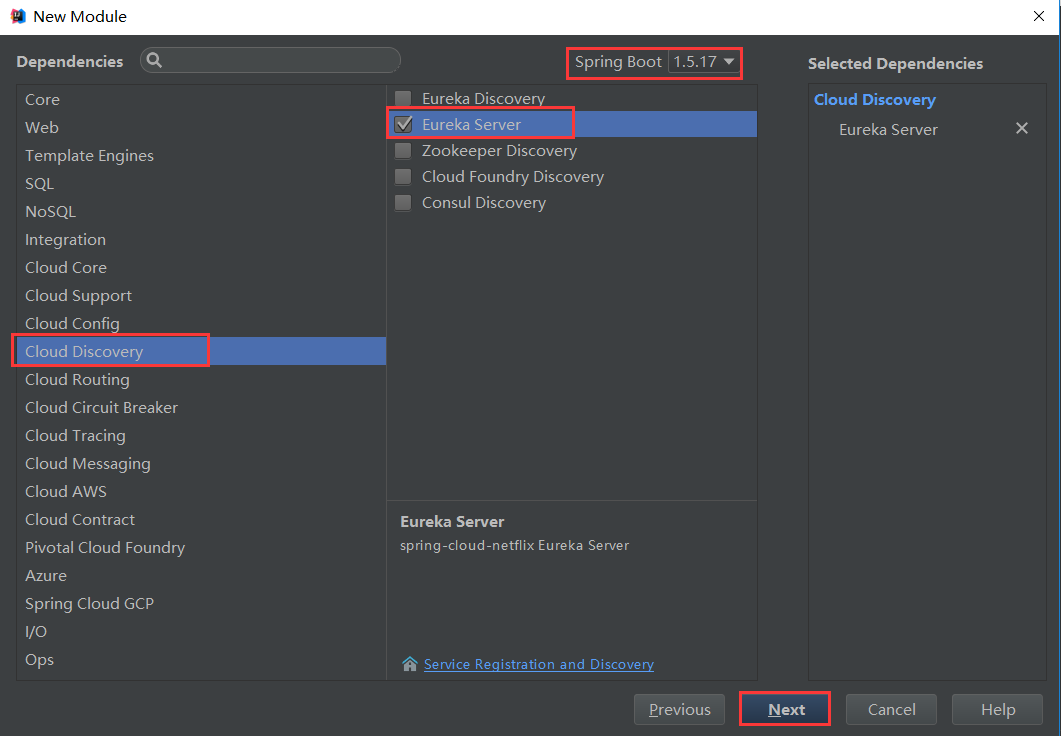 New Module
Dependencies
Spring Boot 1.5.17
Selected Dependencies
Core
Web
Template Engines
SQL
NoSQL
Integration
Cloud Core
Cloud Support
Cloud Config
Cloud Discovery
Cloud Routing
Cloud Circuit Breaker
Cloud Tracing
Cloud Messaging
Cloud AWS
Cloud Contract
Pivotal Cloud Foundry
Azure
Spring Cloud GCP
I/O
Ops
Eureka Discovery
Eureka Server
Zookeeper Discovery
Cloud Foundry Discovery
Consul Discovery
Eureka Server
spring-cloud-netflix Eureka Server
Service Registration and Discovery
Cloud Discovery
Eureka Server
Previous
Next
Cancel
Help